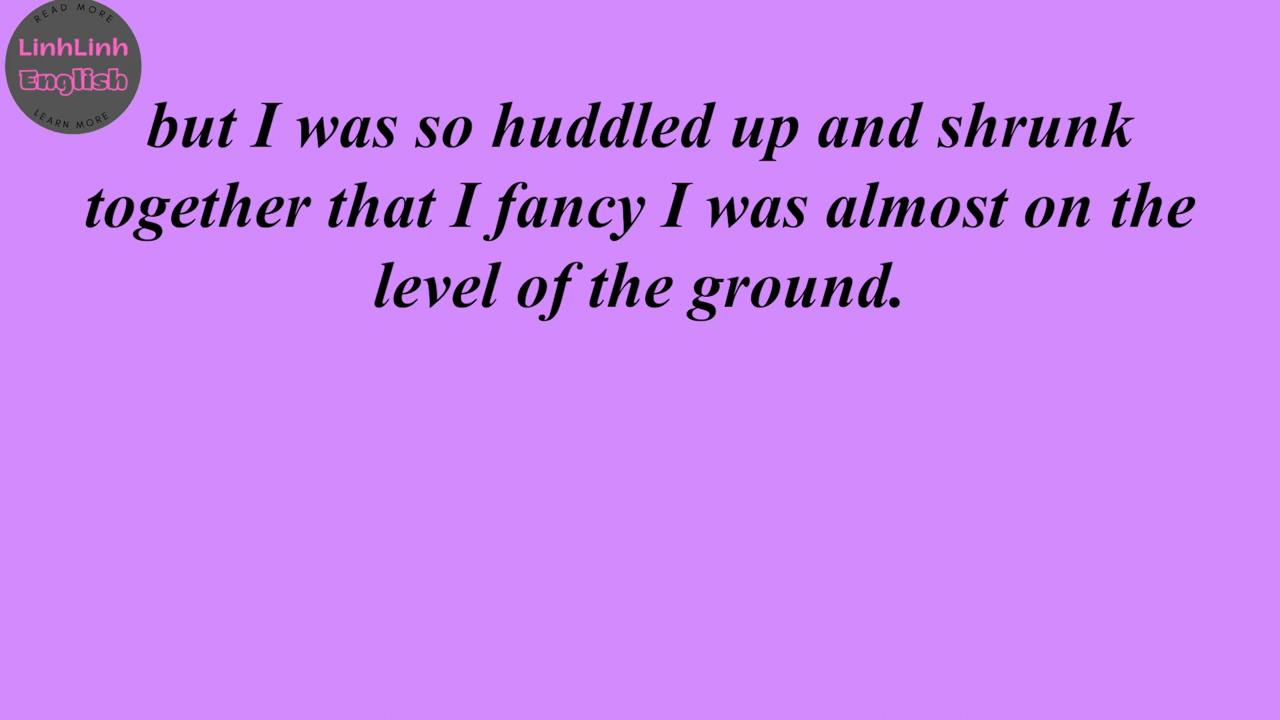 READ MORE
LinhLinh
English
LEARN MORE
but I was so huddled up and shrunk
together that I fancy I was almost on the
level of the ground.